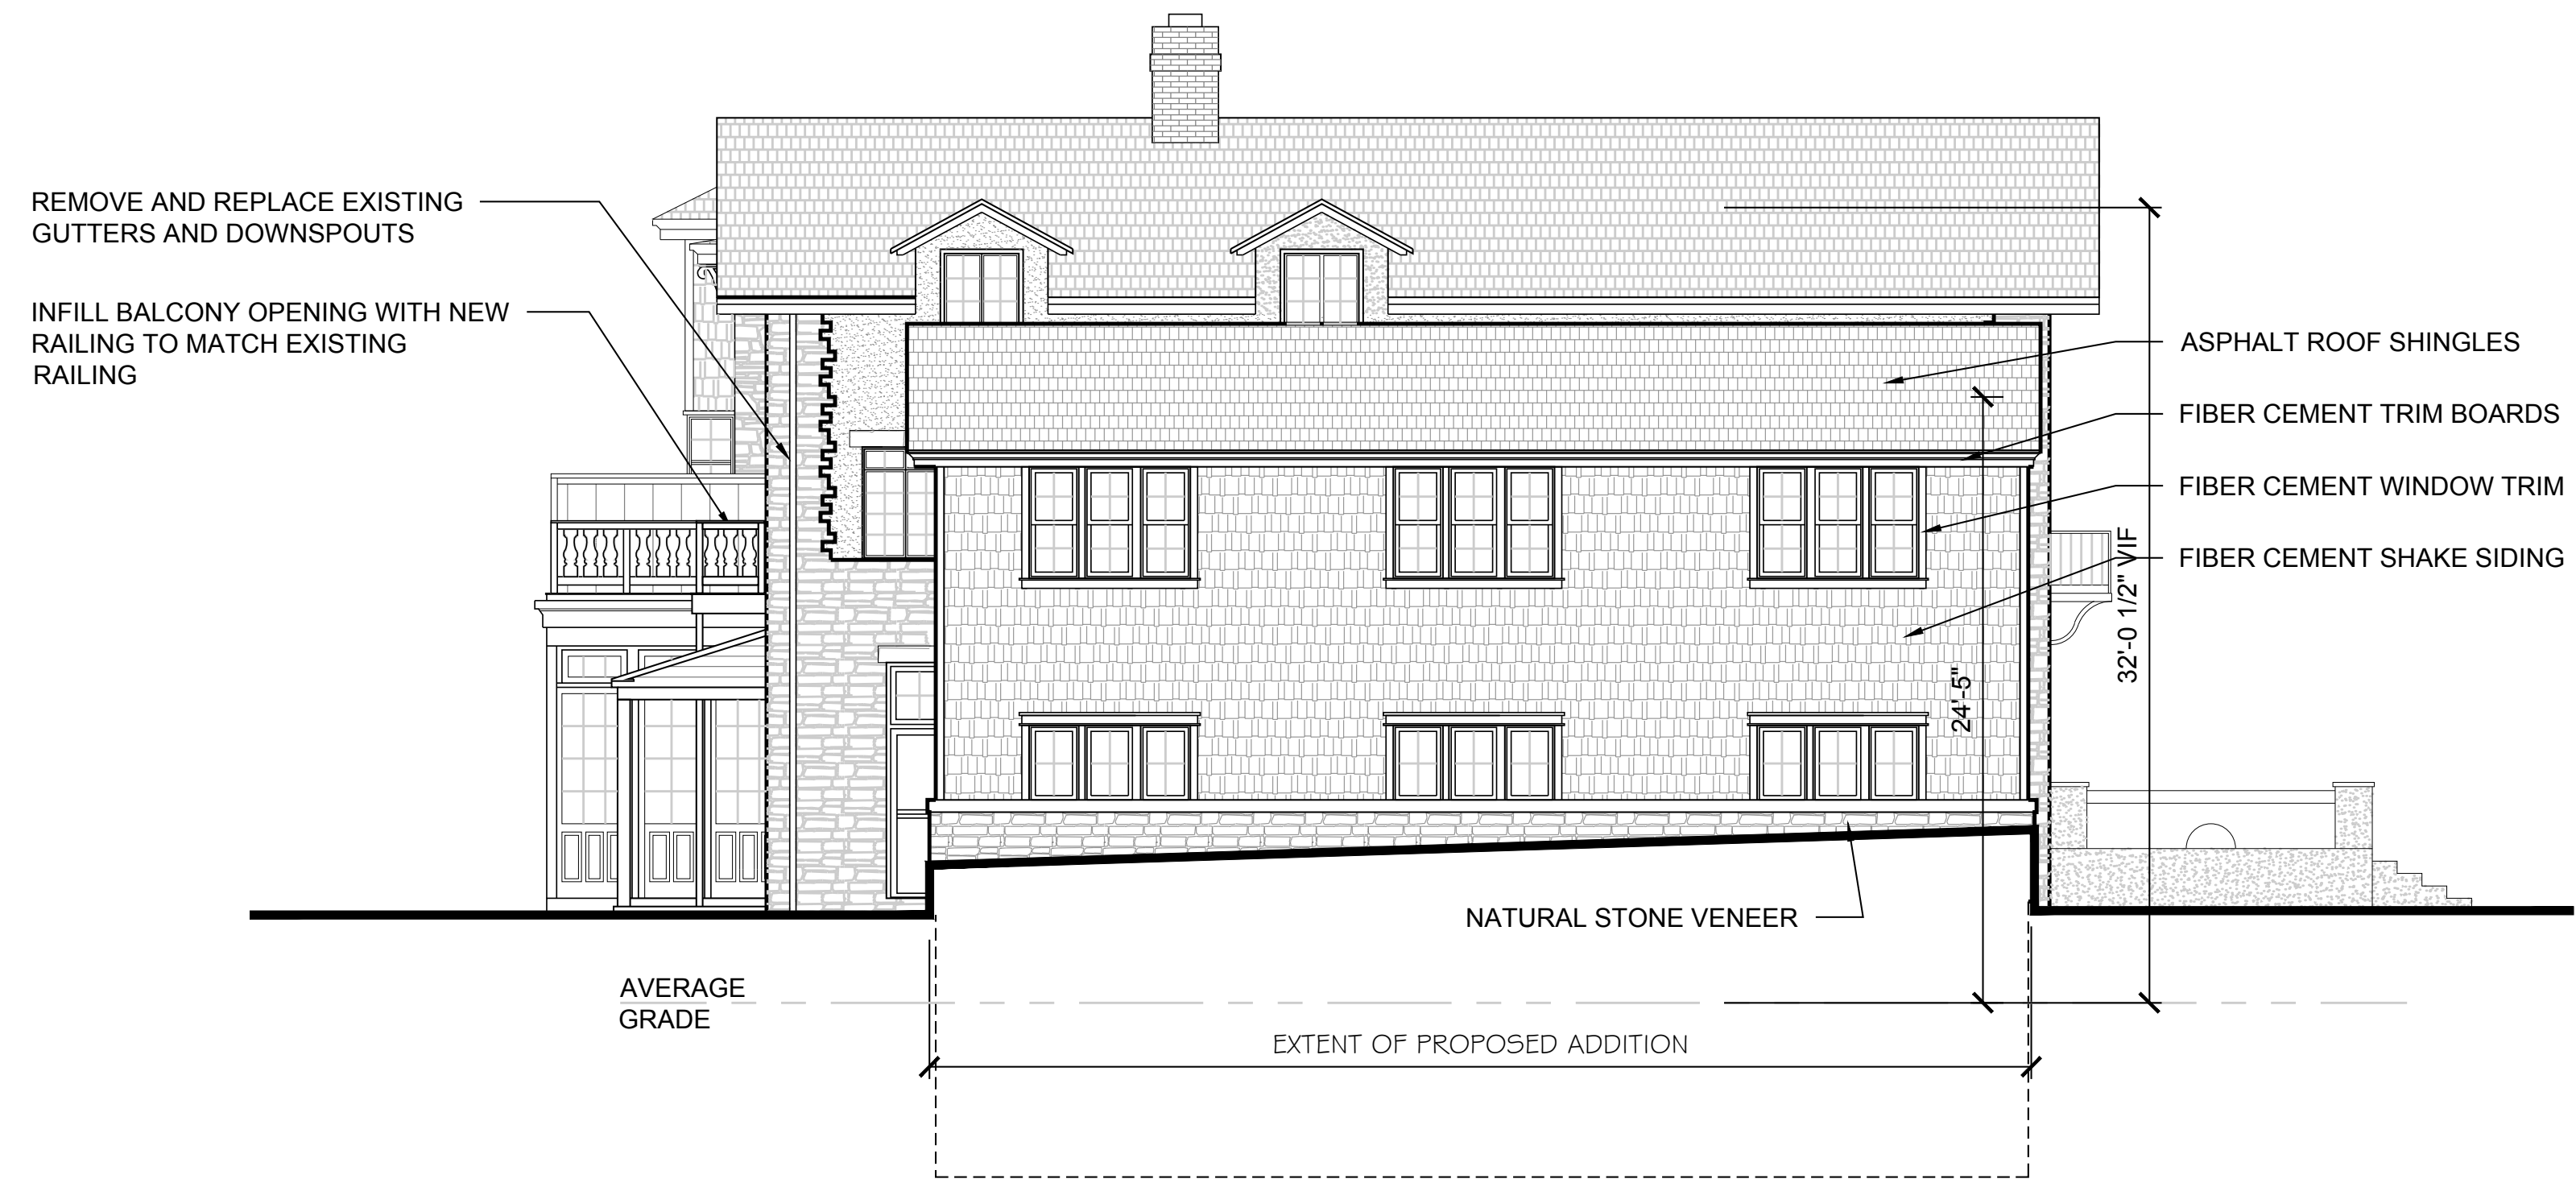 REMOVE AND REPLACE EXISTING
GUTTERS AND DOWNSPOUTS
INFILL BALCONY OPENING WITH NEW
RAILING TO MATCH EXISTING
RAILING
ASPHALT ROOF SHINGLES
FIBER CEMENT TRIM BOARDS
FIBER CEMENT WINDOW TRIM
FIBER CEMENT SHAKE SIDING
32'-0 1/2" VIF
24'-5"
NATURAL STONE VENEER
AVERAGE
GRADE
EXTENT OF PROPOSED ADDITION